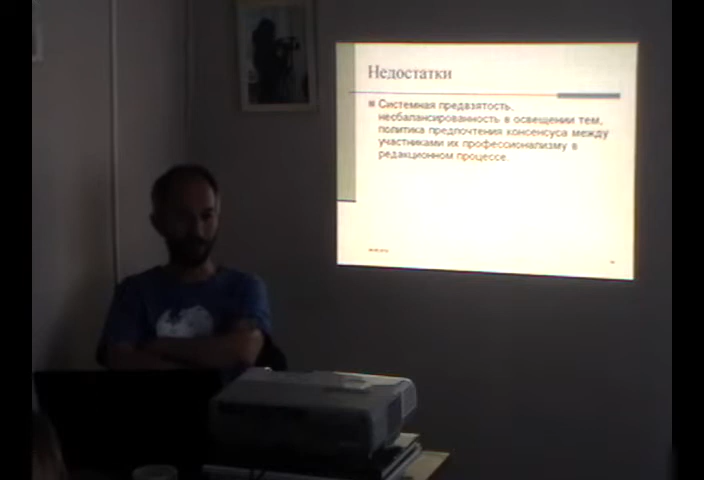 Недостатки
Системная предвзятость,
несбалансированность в освещении тем,
политика предпочтения консенсуса между
участниками их профессионализму в
редакционном процессе